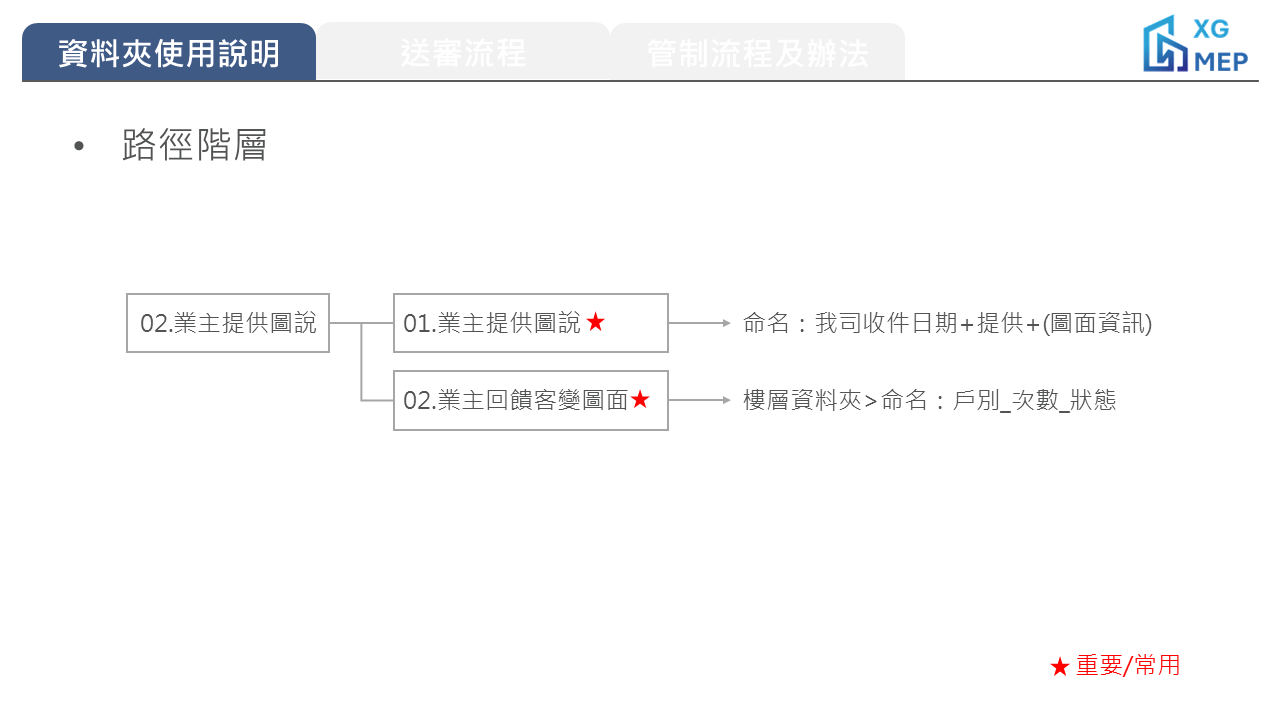 資料夾使用說明
送審流程
管制流程及辦法
XG
MEP
• 路徑階層
02.業主提供圖說
01.業主提供圖說★
命名：我司收件日期+提供+(圖面資訊)
02.業主回饋客變圖面★
樓層資料夾>命名：戶別_次數_狀態
★ 重要/常用